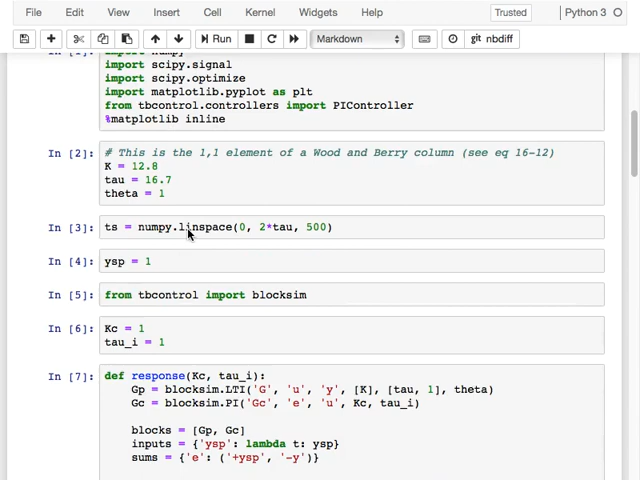 File Edit View Insert Cell Kernel Widgets Help Trusted Python 3
Run Markdown git nbdiff
import numpy
import scipy.signal
import scipy.optimize
import matplotlib.pyplot as plt
from tbcontrol.controllers import PIController
%matplotlib inline
In [2]: # This is the 1,1 element of a Wood and Berry column (see eq 16-12)
K = 12.8
tau = 16.7
theta = 1
In [3]: ts = numpy.linspace(0, 2*tau, 500)
In [4]: ysp = 1
In [5]: from tbcontrol import blocksim
In [6]: Kc = 1
tau_i = 1
In [7]: def response(Kc, tau_i):
Gp = blocksim.LTI('G', 'u', 'y', [K], [tau, 1], theta)
Gc = blocksim.PI('Gc', 'e', 'u', Kc, tau_i)
blocks = [Gp, Gc]
inputs = {'ysp': lambda t: ysp}
sums = {'e': ('+ysp', '-y')}